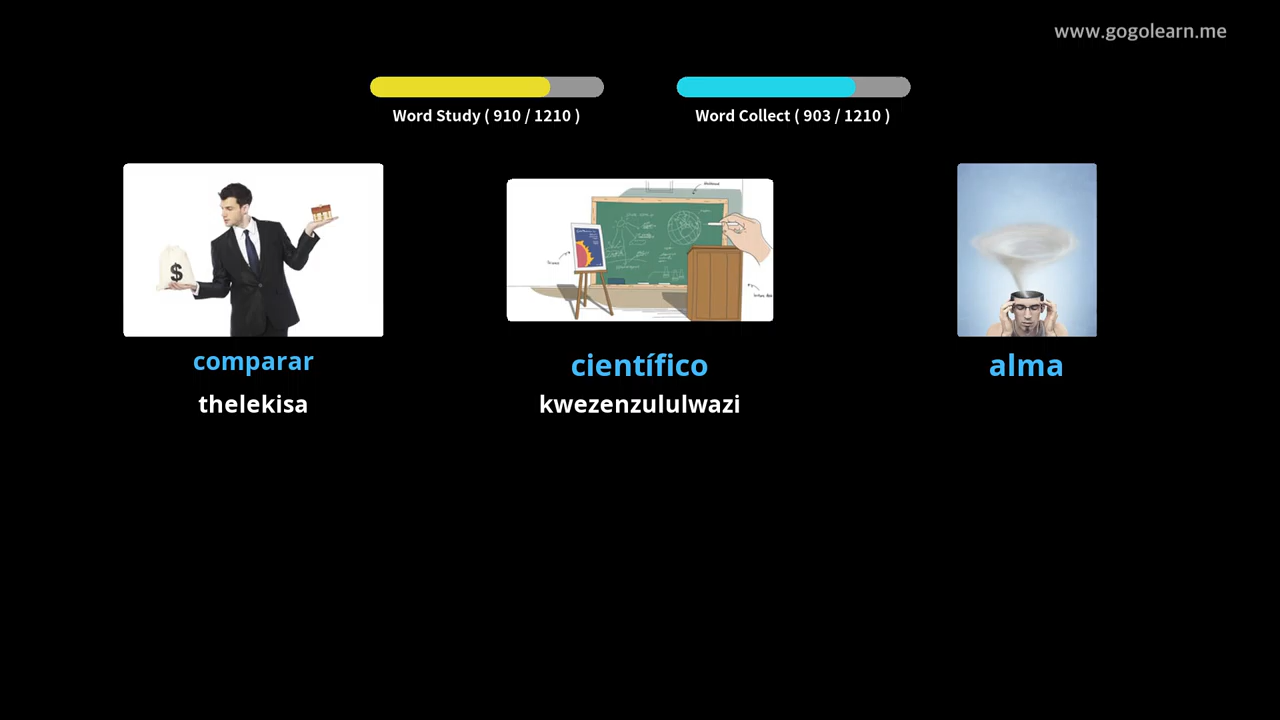 www.gogolearn.me
Word Study ( 910 / 1210 )
Word Collect ( 903 / 1210 )
comparar
científico
alma
thelekisa
kwezenzululwazi
$